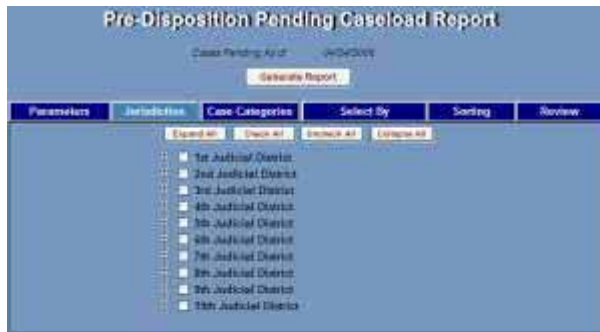 Pre-Disposition Pending Caseload Report
Cases Pending As of
Generate Report
Parameters Jurisdiction Case Categories Select By Sorting Review
Expand All Check All Uncheck All Collapse All
1st Judicial District
2nd Judicial District
3rd Judicial District
4th Judicial District
5th Judicial District
6th Judicial District
7th Judicial District
8th Judicial District
9th Judicial District
10th Judicial District